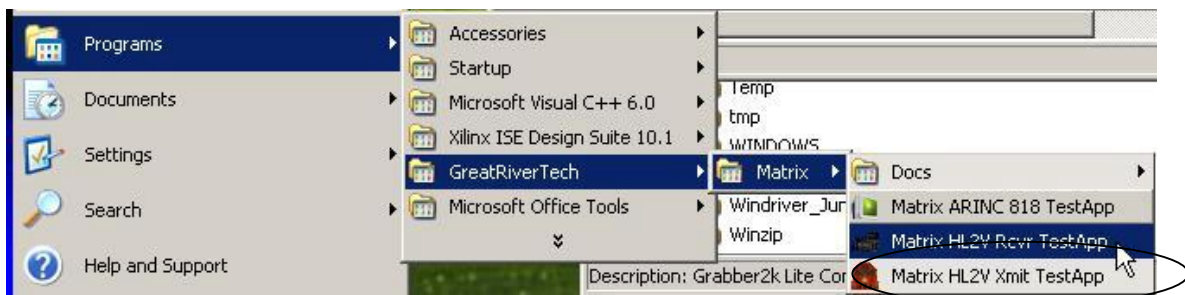 Programs
Documents
Settings
Search
Help and Support
Accessories
Startup
Microsoft Visual C++ 6.0
Xilinx ISE Design Suite 10.1
GreatRiverTech
Microsoft Office Tools
Temp
tmp
WINDOWS
Windriver_Jun
Winzip
Description: Grabber2k Lite Cor
Matrix
Docs
Matrix ARINC 818 TestApp
Matrix HL2V Rcvr TestApp
Matrix HL2V Xmit TestApp